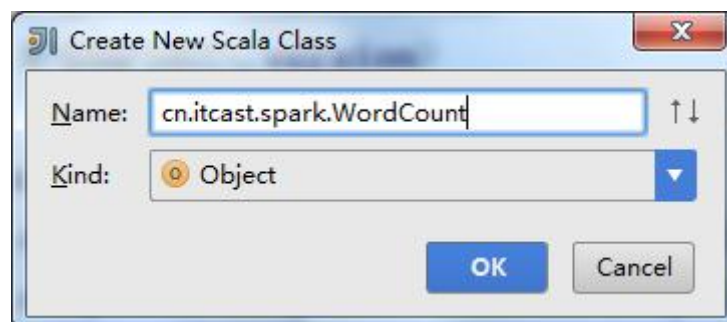 Create New Scala Class
Name: cn.itcast.spark.WordCount
Kind: Object
OK Cancel